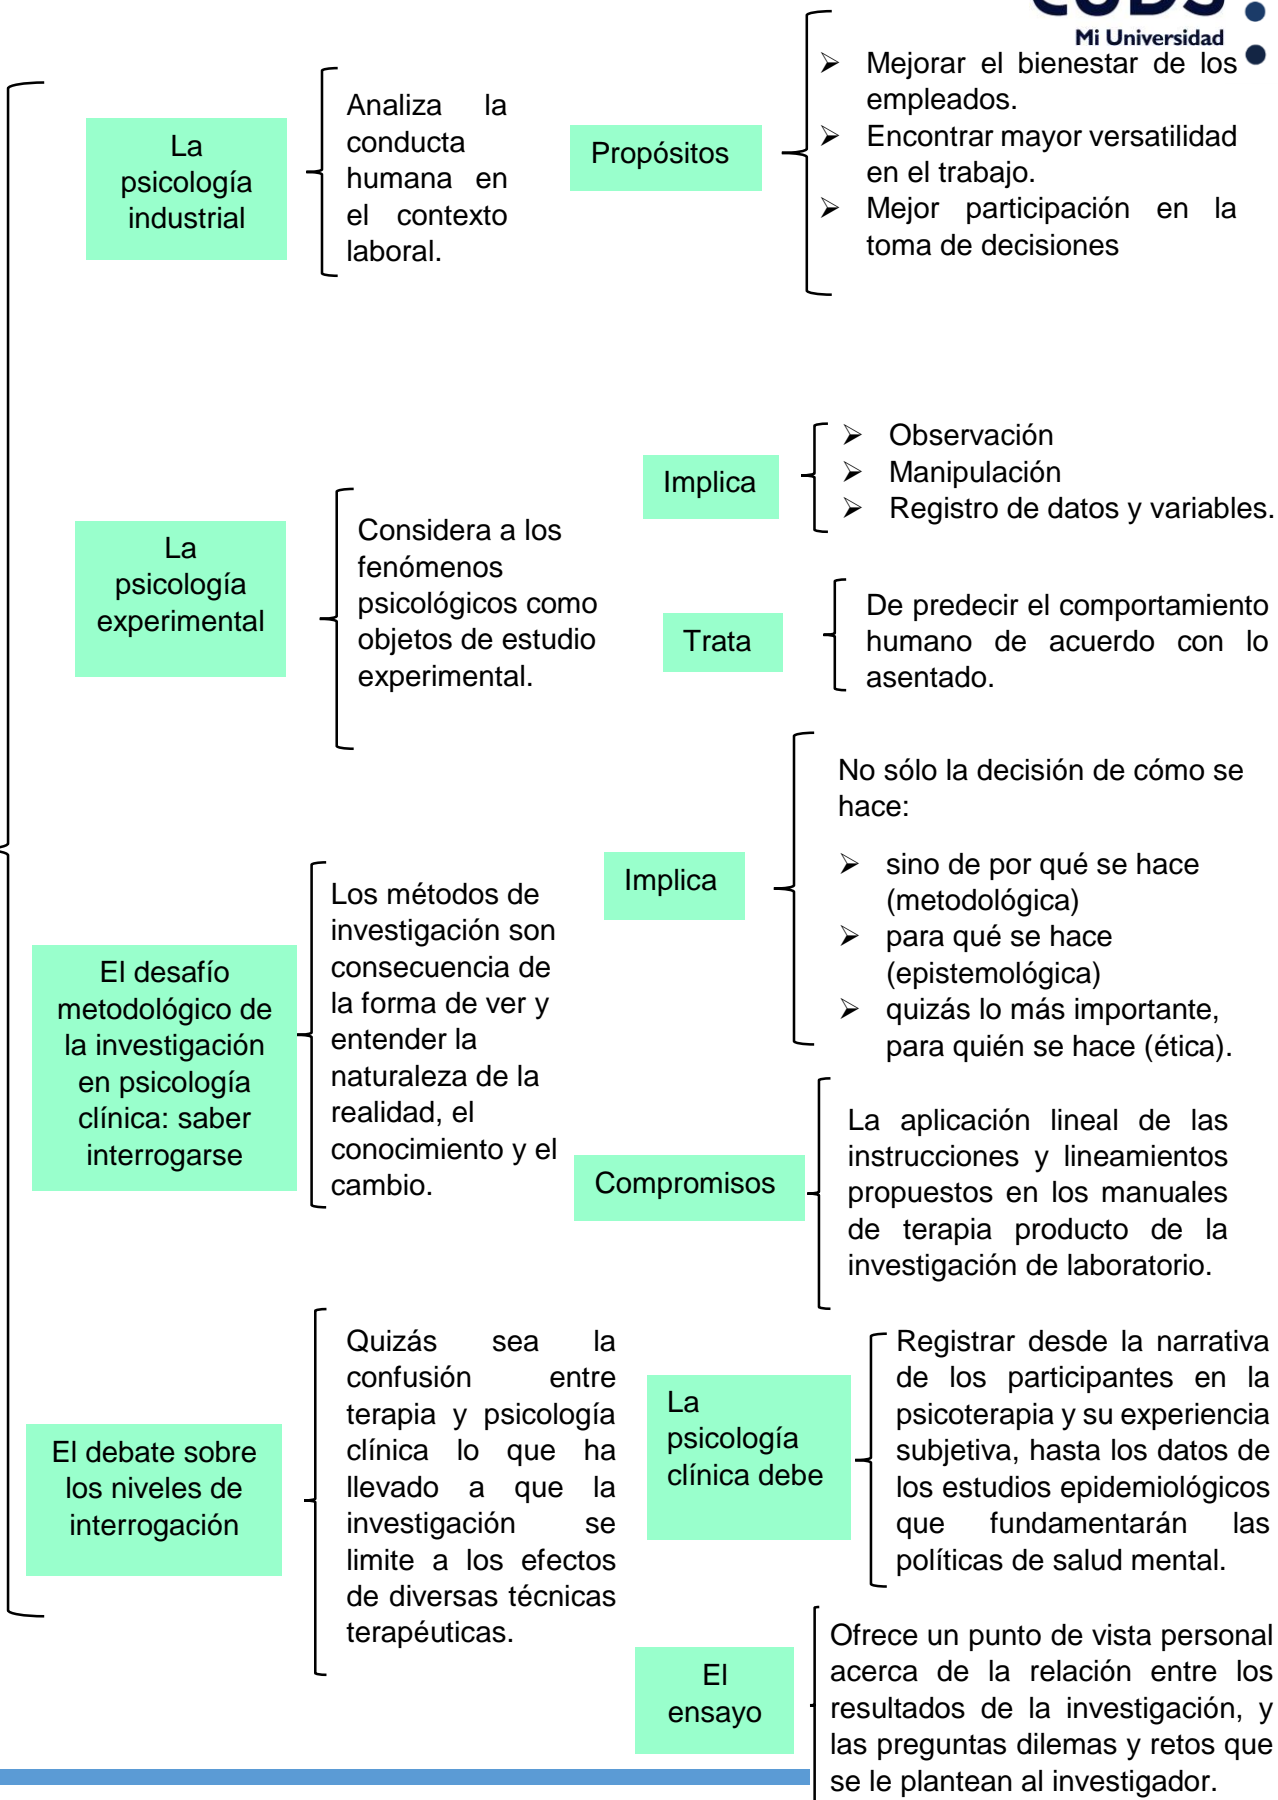 Mi Universidad
La
psicología
industrial
Analiza la
conducta
humana en
el contexto
laboral.
Propósitos
➢ Mejorar el bienestar de los
empleados.
➢ Encontrar mayor versatilidad
en el trabajo.
➢ Mejor participación en la
toma de decisiones
La
psicología
experimental
Considera a los
fenómenos
psicológicos como
objetos de estudio
experimental.
Implica
➢ Observación
➢ Manipulación
➢ Registro de datos y variables.
Trata
De predecir el comportamiento
humano de acuerdo con lo
asentado.
El desafío
metodológico de
la investigación
en psicología
clínica: saber
interrogarse
Los métodos de
investigación son
consecuencia de
la forma de ver y
entender la
naturaleza de la
realidad, el
conocimiento y el
cambio.
Implica
No sólo la decisión de cómo se
hace:
➢ sino de por qué se hace
(metodológica)
➢ para qué se hace
(epistemológica)
➢ quizás lo más importante,
para quién se hace (ética).
Compromisos
La aplicación lineal de las
instrucciones y lineamientos
propuestos en los manuales
de terapia producto de la
investigación de laboratorio.
El debate sobre
los niveles de
interrogación
Quizás sea la
confusión entre
terapia y psicología
clínica lo que ha
llevado a que la
investigación se
limite a los efectos
de diversas técnicas
terapéuticas.
La
psicología
clínica debe
Registrar desde la narrativa
de los participantes en la
psicoterapia y su experiencia
subjetiva, hasta los datos de
los estudios epidemiológicos
que fundamentarán las
políticas de salud mental.
El
ensayo
Ofrece un punto de vista personal
acerca de la relación entre los
resultados de la investigación, y
las preguntas dilemas y retos que
se le plantean al investigador.